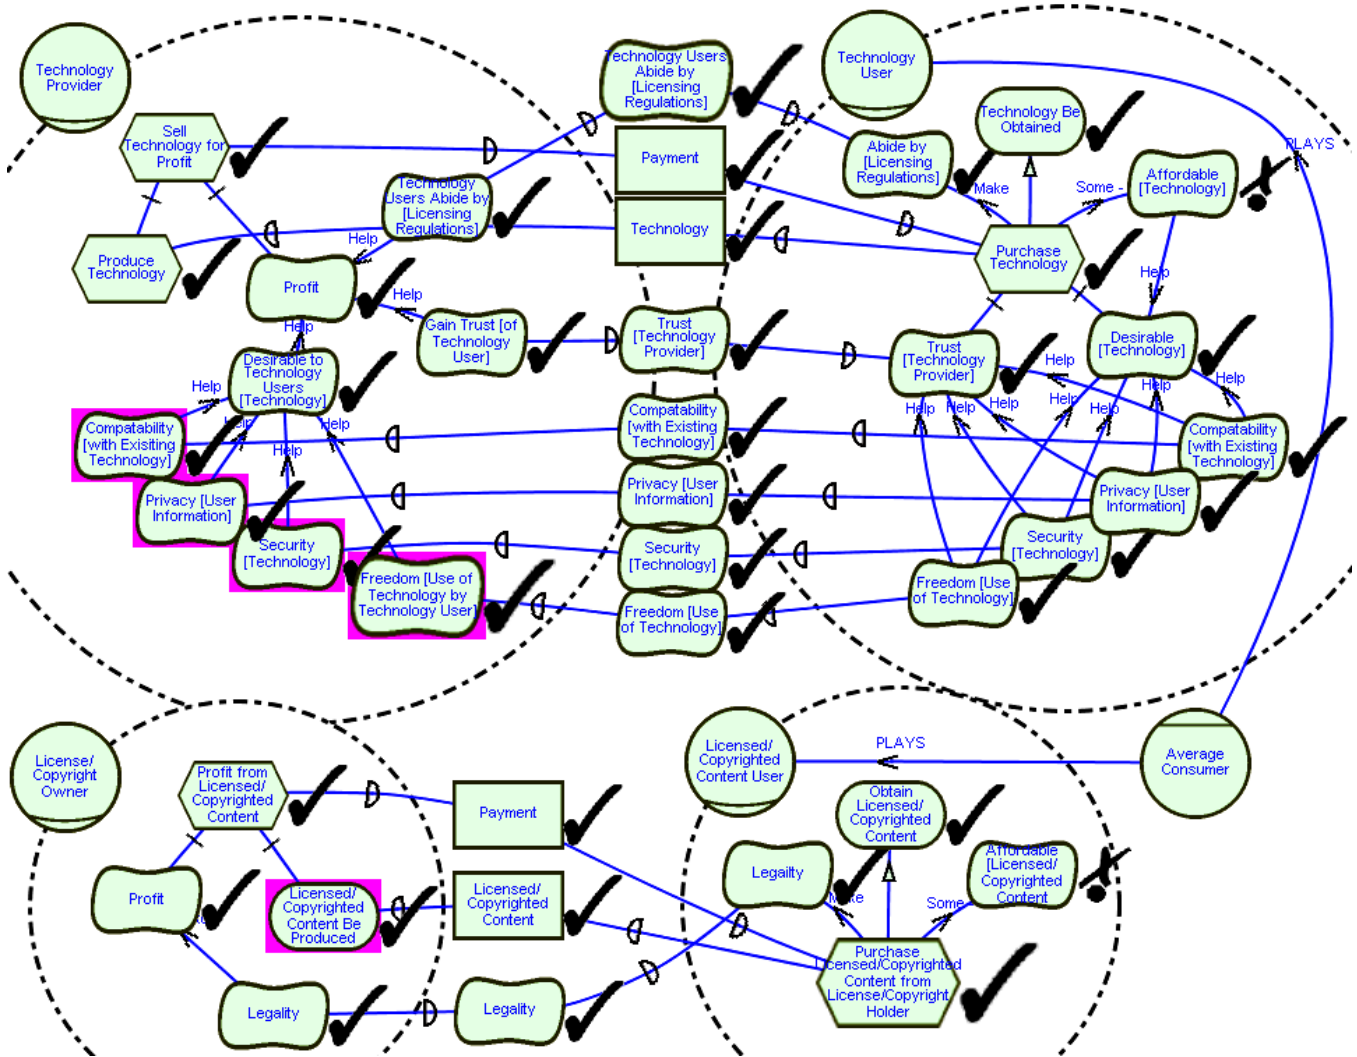 Technology
Provider
Technology Users
Abide by
[Licensing
Regulations]
Technology
User
Sell
Technology for
Profit
Payment
Technology Be
Obtained
Abide by
[Licensing
Regulations]
PLAYS
Affordable
[Technology]
Make
Some -
Technology
Users Abide by
[Licensing
Regulations]
Technology
Produce
Technology
Help
Purchase
Technology
Profit
Help
Help
Gain Trust [of
Technology
User]
Trust
[Technology
Provider]
Trust
[Technology
Provider]
Desirable
[Technology]
Help
Desirable to
Technology
Users
[Technology]
Help
Help
Help
Help
Help
Help
Help
Help
Help
Help
Compatability
[with Exisiting
Technology]
Help
Help
Help
Compatability
[with Existing
Technology]
Compatability
[with Existing
Technology]
Privacy [User
Information]
Privacy [User
Information]
Privacy [User
Information]
Security
[Technology]
Security
[Technology]
Security
[Technology]
Freedom [Use of
Technology by
Technology User]
Freedom [Use
of Technology]
Freedom [Use
of Technology]
License/
Copyright
Owner
Profit from
Licensed/
Copyrighted
Content
Payment
Licensed/
Copyrighted
Content User
PLAYS
Average
Consumer
Obtain
Licensed/
Copyrighted
Content
Legailty
Affordable
[Licensed/
Copyrighted
Content
Make
Some
Profit
Licensed/
Copyrighted
Content Be
Produced
Licensed/
Copyrighted
Content
Purchase
Licensed/Copyrighted
Content from
License/Copyright
Holder
Legality
Legality